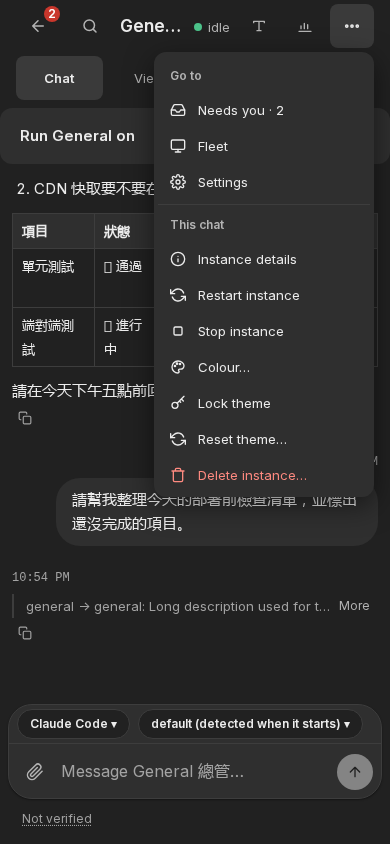 2
Gene…
idle
Chat
Go to
Needs you · 2
Fleet
Settings
This chat
Instance details
Restart instance
Stop instance
Colour…
Lock theme
Reset theme…
Delete instance…
Run General on
2. CDN 快取要不要在
項目 狀態
單元測試 通過
端對端測試 進行中
請在今天下午五點前回
請幫我整理今天的部署前檢查清單，並標出
還沒完成的項目。
10:54 PM
general → general: Long description used for t… More
Claude Code ▾
default (detected when it starts) ▾
Message General 總管…
Not verified